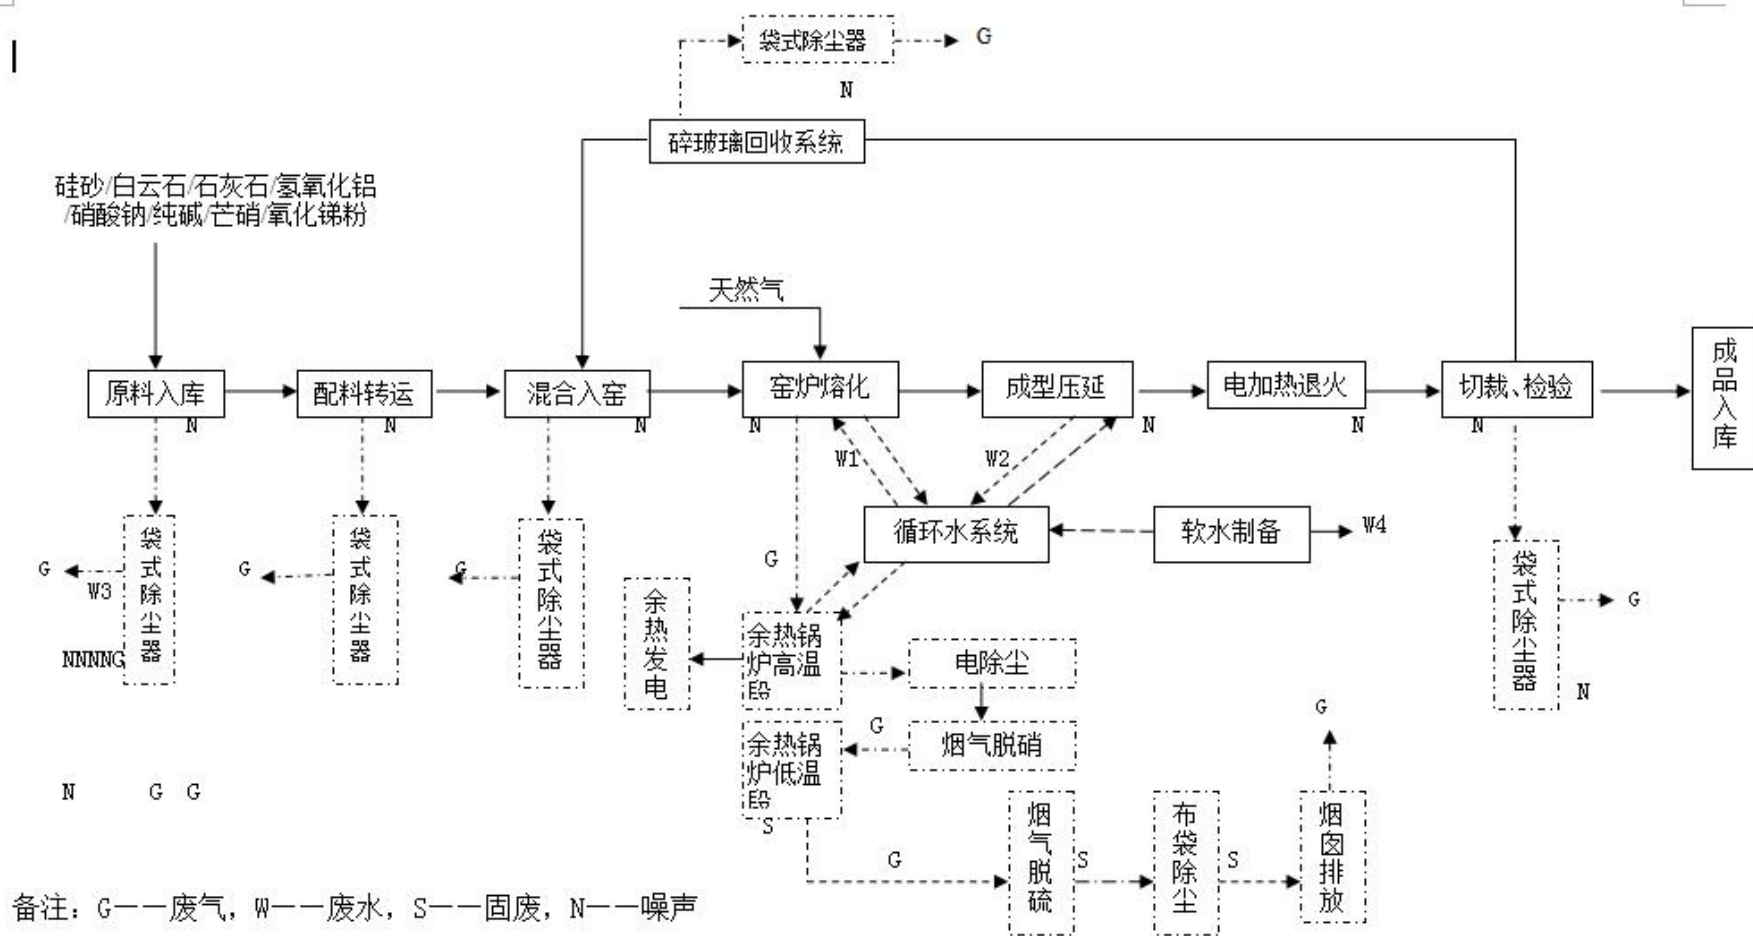 袋式除尘器
G
N
碎玻璃回收系统
硅砂/白云石/石灰石/氢氧化铝
/硝酸钠/纯碱/芒硝/氧化锑粉
天然气
原料入库
配料转运
混合入窑
窑炉熔化
成型压延
电加热退火
切裁、检验
成品入库
N
N
N
N
N
N
N
W1
W2
循环水系统
软水制备
W4
袋式除尘器
G
W3
NNNNG
袋式除尘器
G
袋式除尘器
G
G
余热发电
余热锅
炉高温
段
电除尘
烟气脱硝
G
余热锅
炉低温
段
S
袋式除尘器
G
N
N
G
G
G
烟气脱硫
S
布袋除尘
S
烟囱排放
G
备注：G——废气，W——废水，S——固废，N——噪声